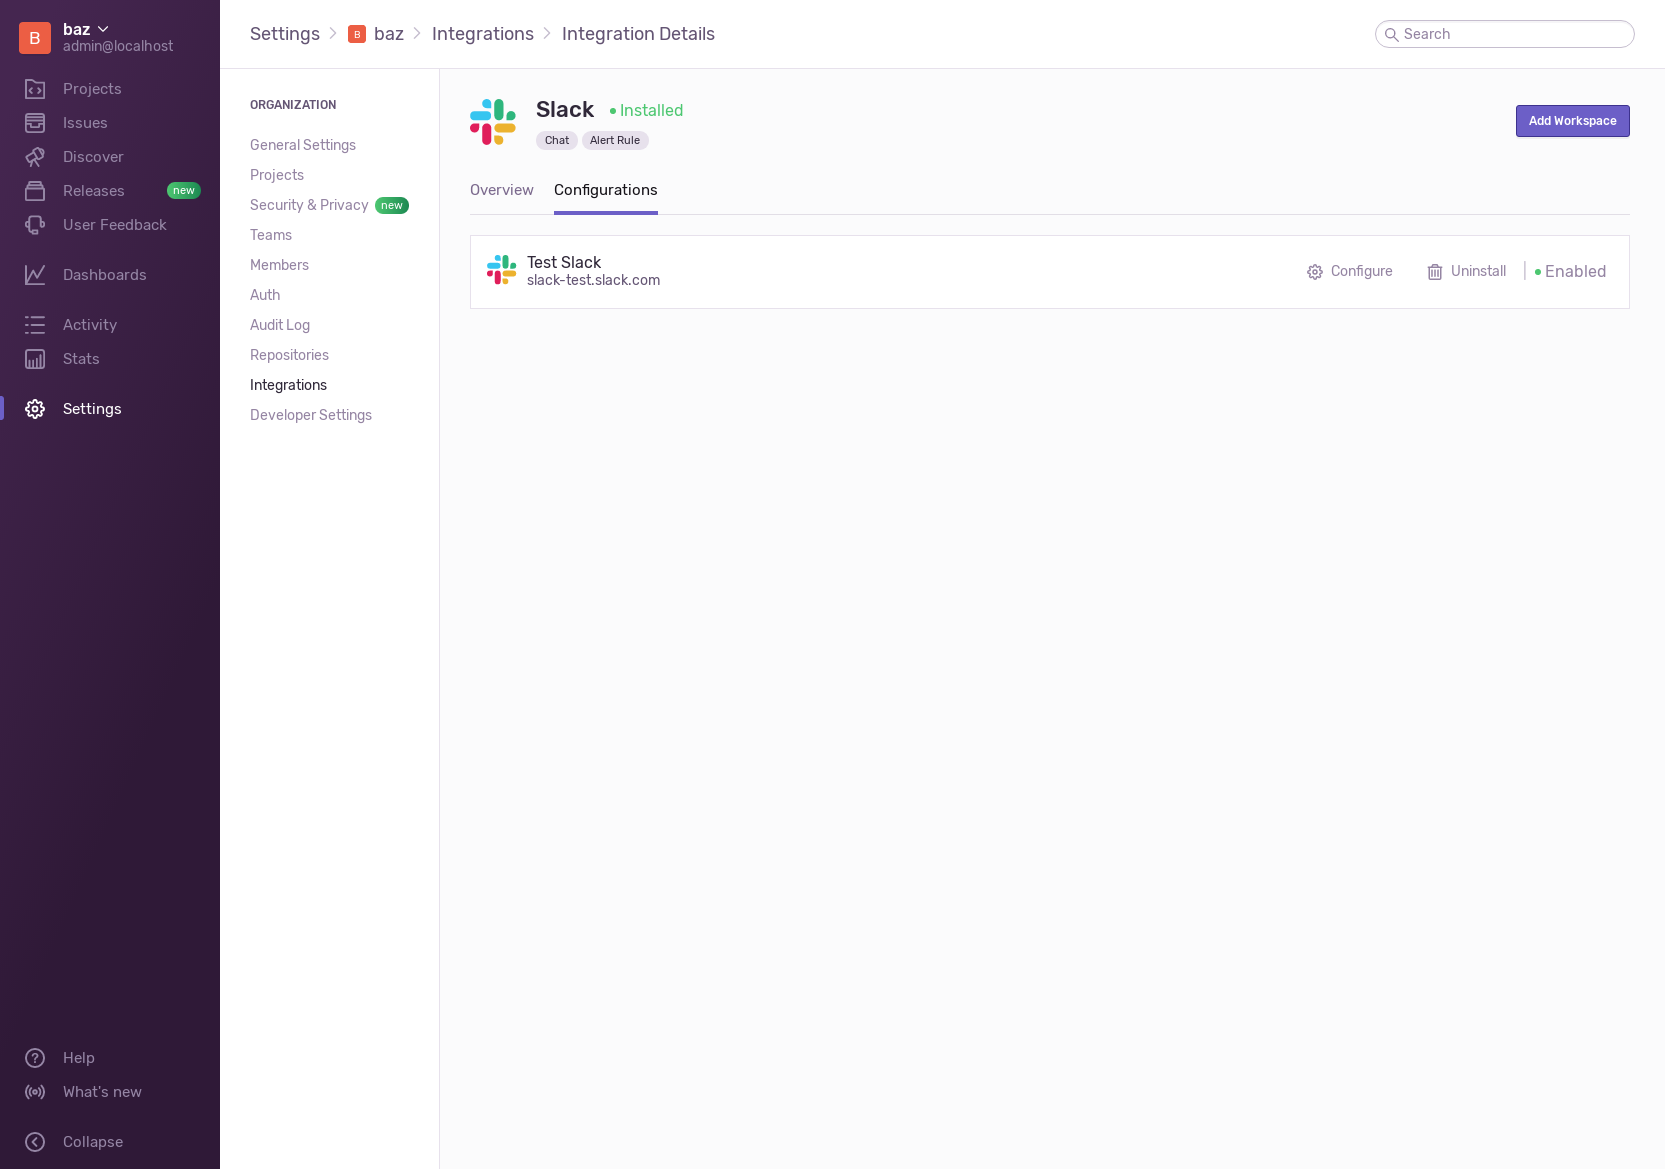 B
baz
admin@localhost
Projects
Issues
Discover
Releases new
User Feedback
Dashboards
Activity
Stats
Settings
Help
What's new
Collapse
Settings B baz Integrations Integration Details
Search
ORGANIZATION
General Settings
Projects
Security & Privacy new
Teams
Members
Auth
Audit Log
Repositories
Integrations
Developer Settings
Slack Installed
Chat Alert Rule
Add Workspace
Overview Configurations
Test Slack
slack-test.slack.com
Configure Uninstall Enabled